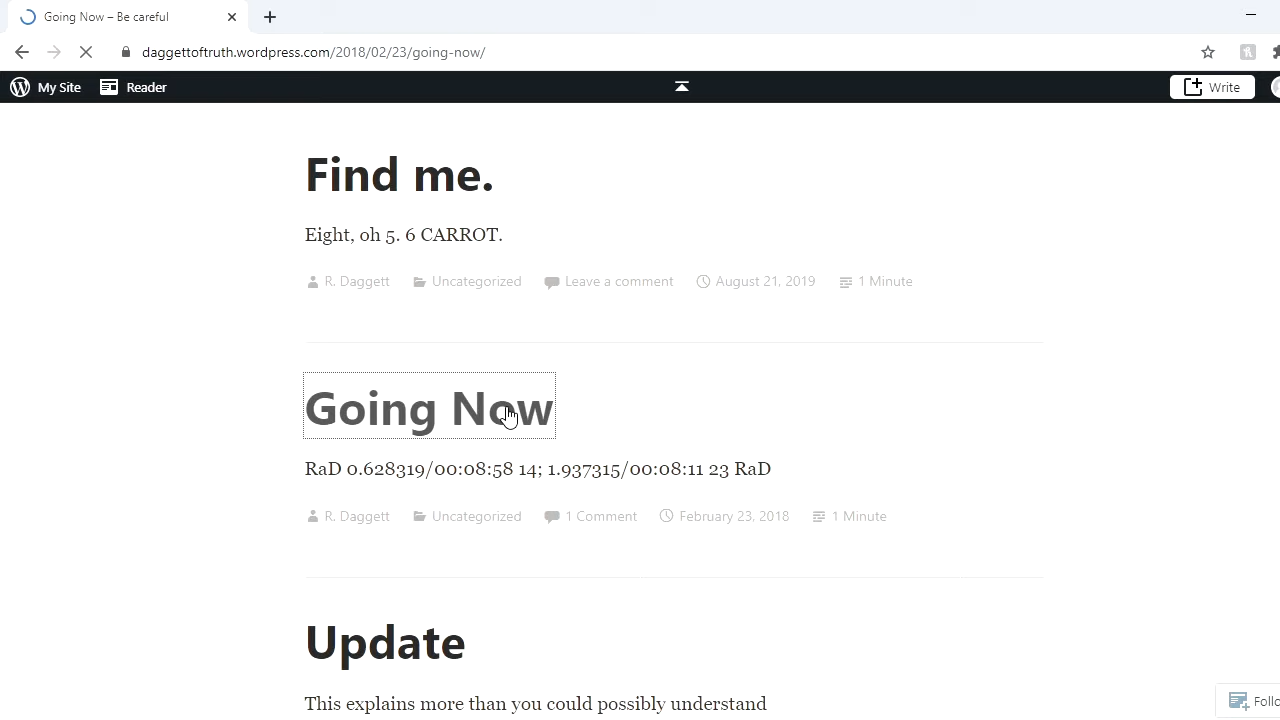 Going Now – Be careful
daggettoftruth.wordpress.com/2018/02/23/going-now/
My Site Reader Write
Find me.
Eight, oh 5. 6 CARROT.
R. Daggett Uncategorized Leave a comment August 21, 2019 1 Minute
Going Now
RaD 0.628319/00:08:58 14; 1.937315/00:08:11 23 RaD
R. Daggett Uncategorized 1 Comment February 23, 2018 1 Minute
Update
This explains more than you could possibly understand